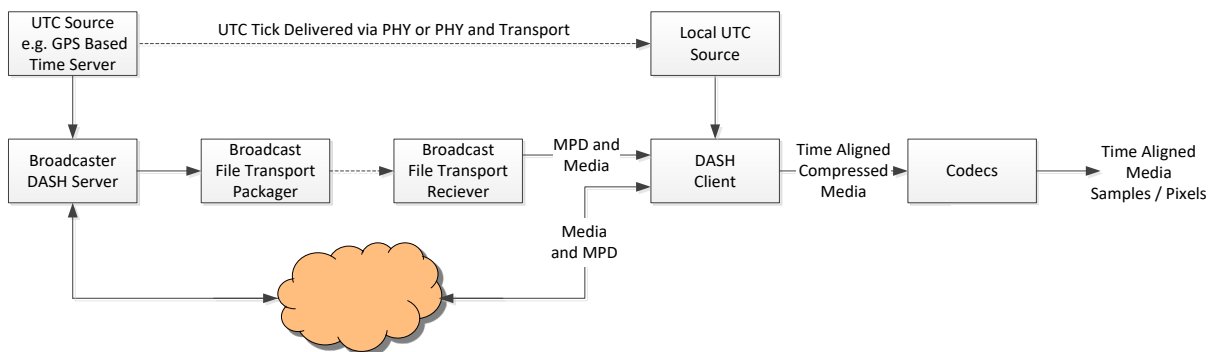 UTC Source
e.g. GPS Based
Time Server
UTC Tick Delivered via PHY or PHY and Transport
Local UTC
Source
Broadcaster
DASH Server
Broadcast
File Transport
Packager
Broadcast
File Transport
Reciever
MPD and
Media
DASH
Client
Time Aligned
Compressed
Media
Codecs
Time Aligned
Media
Samples / Pixels
Media
and MPD